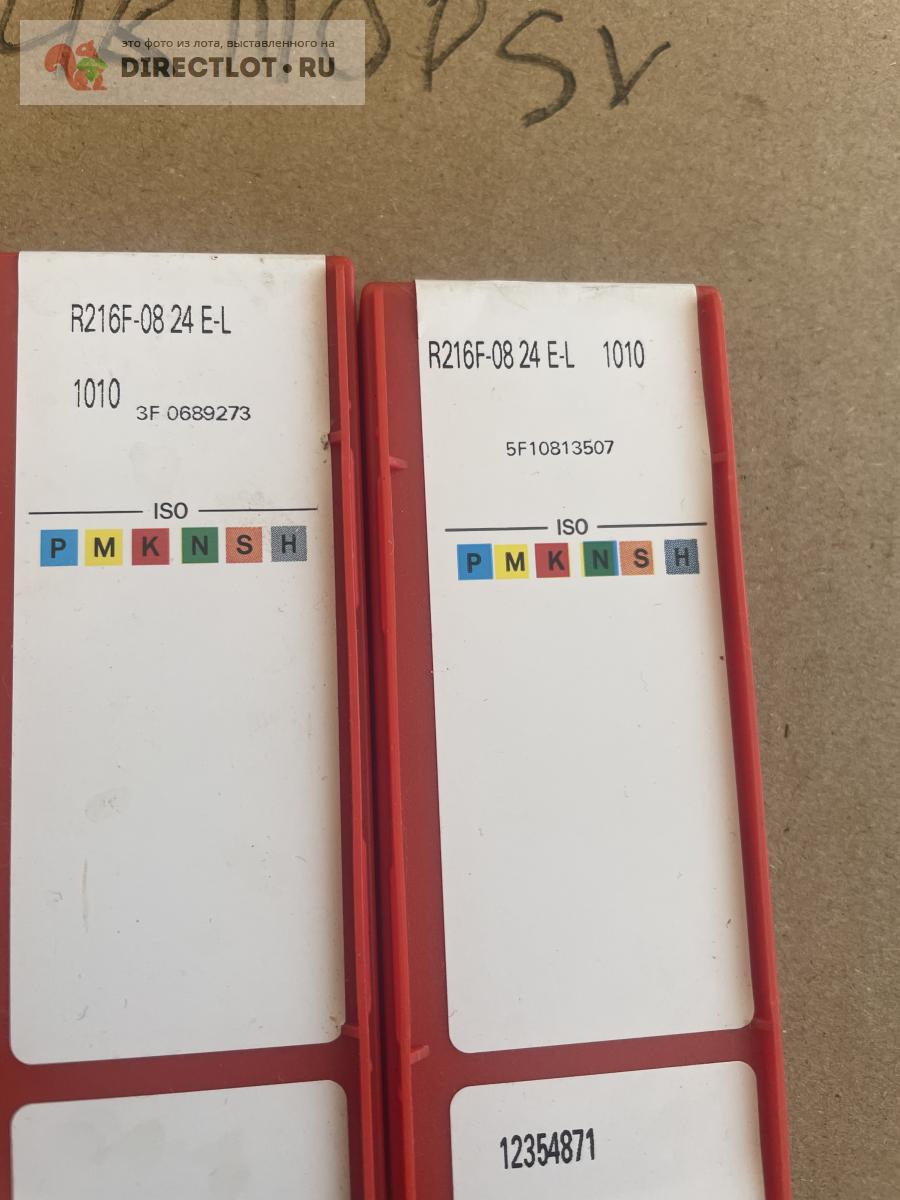 SV
это фото из лота, выставленного на
DIRECTLOT.RU
R216F-08 24 E-L
1010 3F 0689273
ISO
P M K N S H
R216F-08 24 E-L 1010
5F10813507
ISO
P M K N S H
12354871